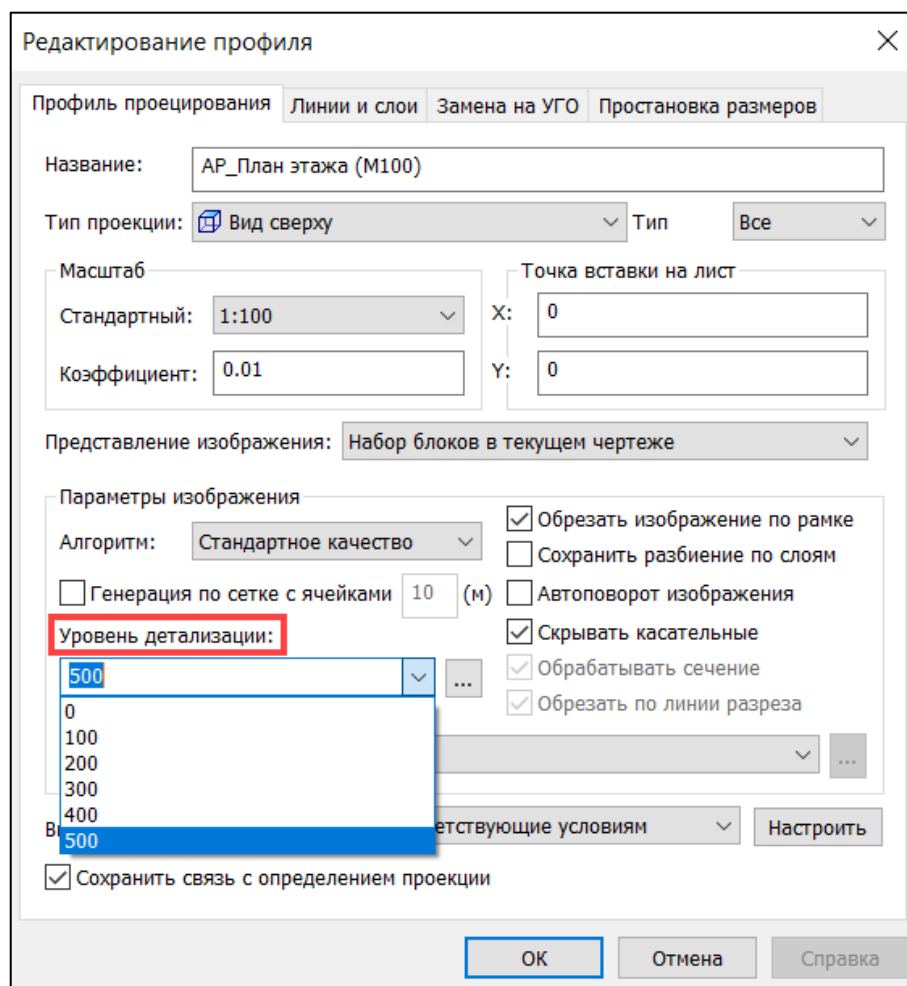 Редактирование профиля
Профиль проецирования Линии и слои Замена на УГО Простановка размеров
Название: АР_План этажа (М100)
Тип проекции: Вид сверху Тип Все
Масштаб Точка вставки на лист
Стандартный: 1:100 X: 0
Коэффициент: 0.01 Y: 0
Представление изображения: Набор блоков в текущем чертеже
Параметры изображения
Алгоритм: Стандартное качество
Обрезать изображение по рамке
Сохранить разбиение по слоям
Генерация по сетке с ячейками 10 (м) Автоповорот изображения
Уровень детализации: Скрывать касательные
500 ... Обрабатывать сечение
0 Обрезать по линии разреза
100
200
300 ...
400
500 етствующие условиям Настроить
Сохранить связь с определением проекции
ОК Отмена Справка